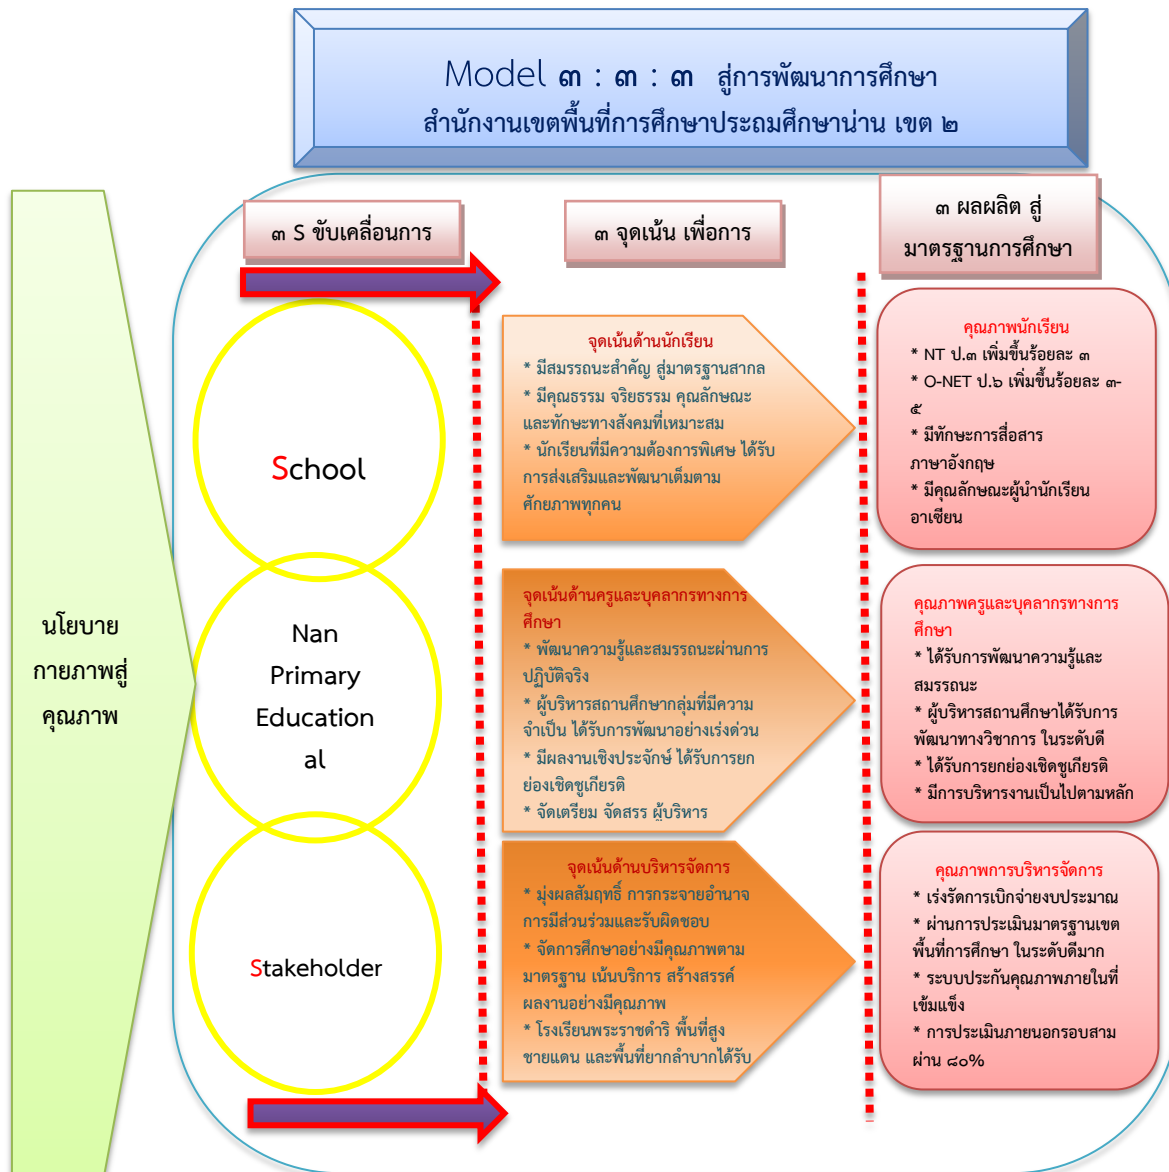 Model ๓ : ๓ : ๓ สู่การพัฒนาการศึกษา
สำนักงานเขตพื้นที่การศึกษาประถมศึกษาน่าน เขต ๒
๓ S ขับเคลื่อนการ
๓ จุดเน้น เพื่อการ
๓ ผลผลิต สู่
มาตรฐานการศึกษา
นโยบาย
กายภาพสู่
คุณภาพ
School
Nan
Primary
Education
al
Stakeholder
จุดเน้นด้านนักเรียน
* มีสมรรถนะสำคัญ สู่มาตรฐานสากล
* มีคุณธรรม จริยธรรม คุณลักษณะ
และทักษะทางสังคมที่เหมาะสม
* นักเรียนที่มีความต้องการพิเศษ ได้รับ
การส่งเสริมและพัฒนาเต็มตาม
ศักยภาพทุกคน
จุดเน้นด้านครูและบุคลากรทางการ
ศึกษา
* พัฒนาความรู้และสมรรถนะผ่านการ
ปฏิบัติจริง
* ผู้บริหารสถานศึกษากลุ่มที่มีความ
จำเป็น ได้รับการพัฒนาอย่างเร่งด่วน
* มีผลงานเชิงประจักษ์ ได้รับการยก
ย่องเชิดชูเกียรติ
* จัดเตรียม จัดสรร ผู้บริหาร
จุดเน้นด้านบริหารจัดการ
* มุ่งผลสัมฤทธิ์ การกระจายอำนาจ
การมีส่วนร่วมและรับผิดชอบ
* จัดการศึกษาอย่างมีคุณภาพตาม
มาตรฐาน เน้นบริการ สร้างสรรค์
ผลงานอย่างมีคุณภาพ
* โรงเรียนพระราชดำริ พื้นที่สูง
ชายแดน และพื้นที่ยากลำบากได้รับ
คุณภาพนักเรียน
* NT ป.๓ เพิ่มขึ้นร้อยละ ๓
* O-NET ป.๖ เพิ่มขึ้นร้อยละ ๓-
๕
* มีทักษะการสื่อสาร
ภาษาอังกฤษ
* มีคุณลักษณะผู้นำนักเรียน
อาเซียน
คุณภาพครูและบุคลากรทางการ
ศึกษา
* ได้รับการพัฒนาความรู้และ
สมรรถนะ
* ผู้บริหารสถานศึกษาได้รับการ
พัฒนาทางวิชาการ ในระดับดี
* ได้รับการยกย่องเชิดชูเกียรติ
* มีการบริหารงานเป็นไปตามหลัก
คุณภาพการบริหารจัดการ
* เร่งรัดการเบิกจ่ายงบประมาณ
* ผ่านการประเมินมาตรฐานเขต
พื้นที่การศึกษา ในระดับดีมาก
* ระบบประกันคุณภาพภายในที่
เข้มแข็ง
* การประเมินภายนอกรอบสาม
ผ่าน ๘๐%